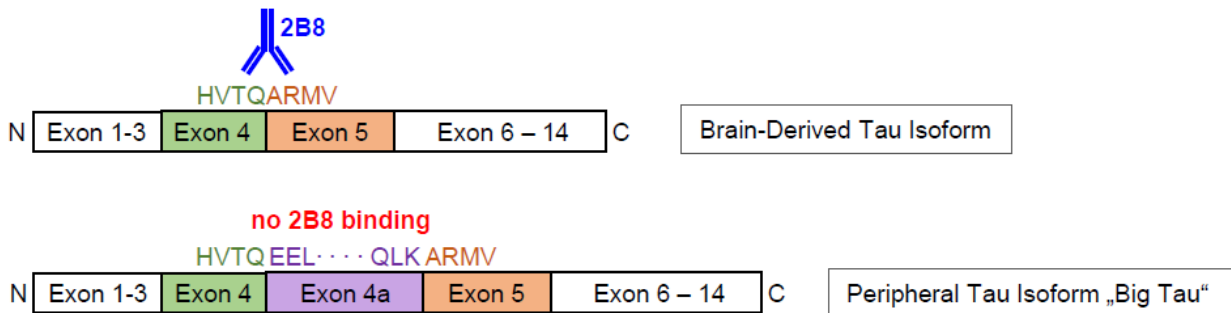 2B8
HVTQARMV
N Exon 1-3 Exon 4 Exon 5 Exon 6 – 14 C Brain-Derived Tau Isoform
no 2B8 binding
HVTQ EEL · · · · QLK ARMV
N Exon 1-3 Exon 4 Exon 4a Exon 5 Exon 6 – 14 C Peripheral Tau Isoform „Big Tau“